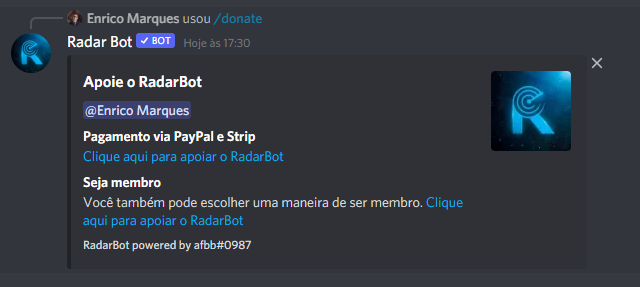 Enrico Marques usou /donate
Radar Bot ✓ BOT Hoje às 17:30
Apoie o RadarBot
@Enrico Marques
Pagamento via PayPal e Strip
Clique aqui para apoiar o RadarBot
Seja membro
Você também pode escolher uma maneira de ser membro. Clique
aqui para apoiar o RadarBot
RadarBot powered by afbb#0987